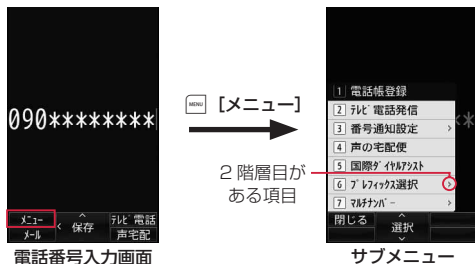 090********
メニュー
メール
保存
ﾃﾚﾋﾞ電話
声宅配
電話番号入力画面
MENU
[メニュー]
2階層目が
ある項目
1 電話帳登録
2 ﾃﾚﾋﾞ電話発信
3 番号通知設定
4 声の宅配便
5 国際ﾀﾞｲﾔﾙｱｼｽﾄ
6 ﾌﾟﾚﾌｨｯｸｽ選択
7 ﾏﾙﾁﾅﾝﾊﾞｰ
閉じる
選択
サブメニュー